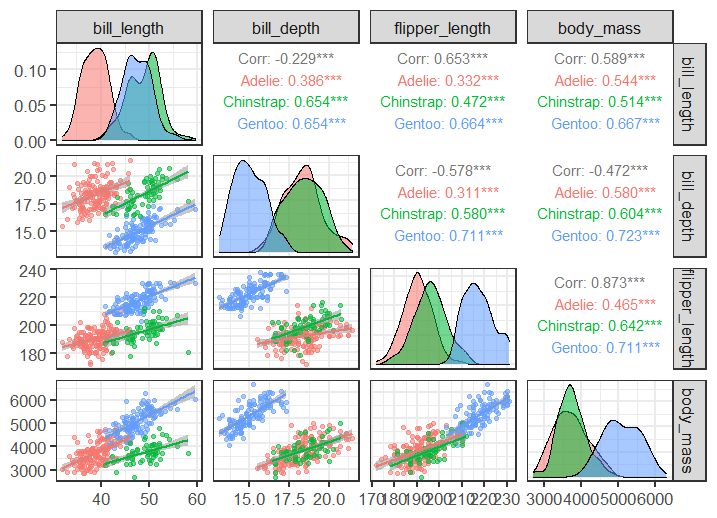 bill_length bill_depth flipper_length body_mass
0.10
0.05
0.00
Corr: -0.229***
Adelie: 0.386***
Chinstrap: 0.654***
Gentoo: 0.654***
Corr: 0.653***
Adelie: 0.332***
Chinstrap: 0.472***
Gentoo: 0.664***
Corr: 0.589***
Adelie: 0.544***
Chinstrap: 0.514***
Gentoo: 0.667***
bill_length
20.0
17.5
15.0
Corr: -0.578***
Adelie: 0.311***
Chinstrap: 0.580***
Gentoo: 0.711***
Corr: -0.472***
Adelie: 0.580***
Chinstrap: 0.604***
Gentoo: 0.723***
bill_depth
240
220
200
180
Corr: 0.873***
Adelie: 0.465***
Chinstrap: 0.642***
Gentoo: 0.711***
flipper_length
6000
5000
4000
3000
body_mass
40 50 60
15.0 17.5 20.0
170 180 190 200 210 220 230
3000 4000 5000 6000